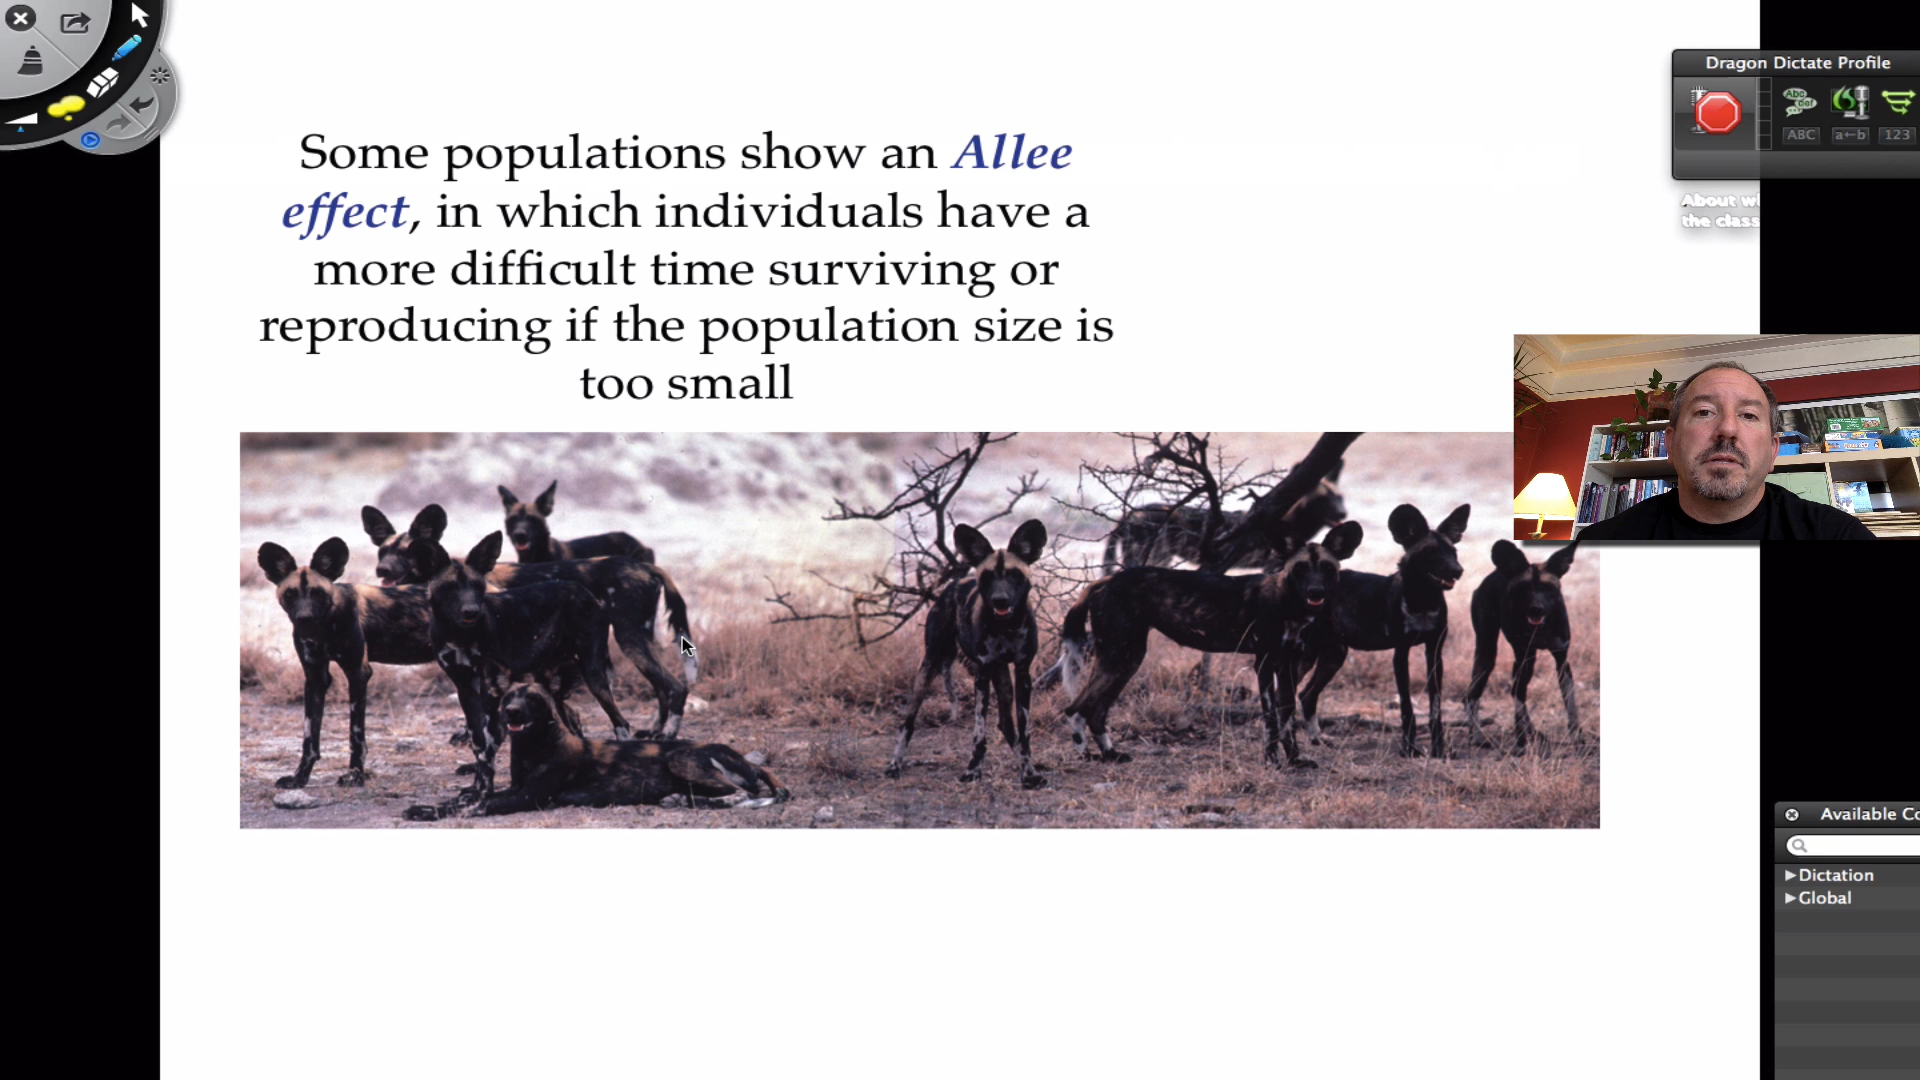 Some populations show an Allee
effect, in which individuals have a
more difficult time surviving or
reproducing if the population size is
too small
Dragon Dictate Profile
Abc
ABC
a←b
123
About
the class
Available
Dictation
Global